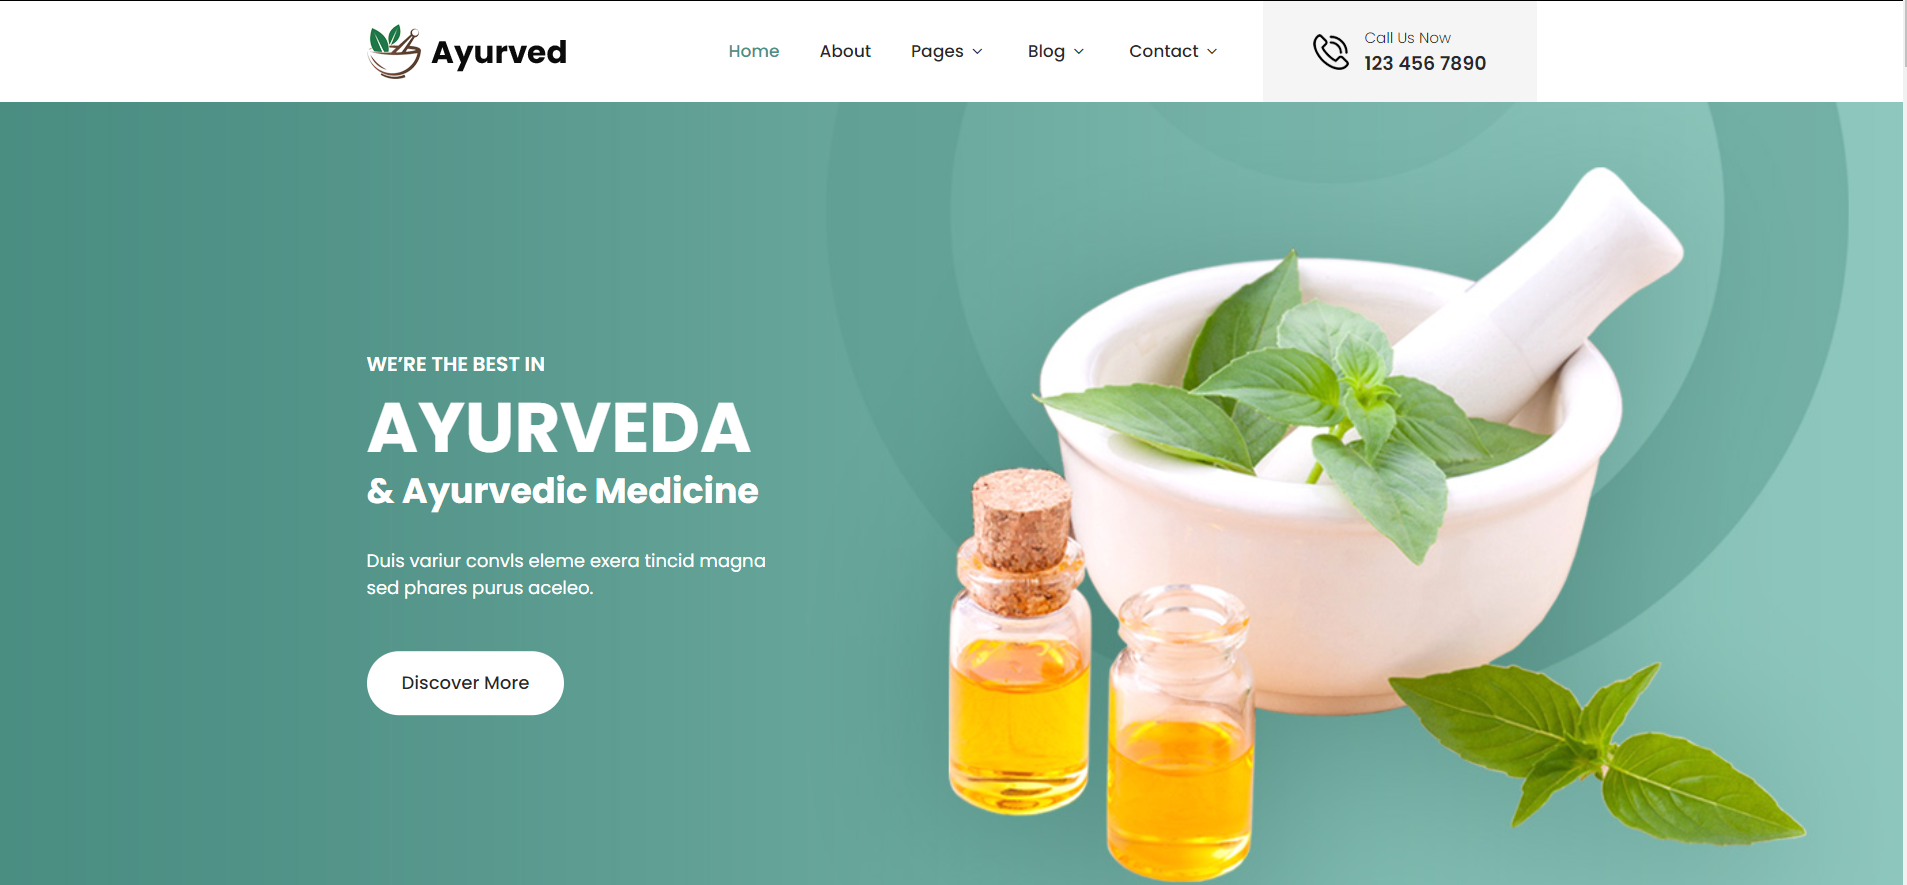 Ayurved
Home
About
Pages
Blog
Contact
Call Us Now
123 456 7890
WE’RE THE BEST IN
AYURVEDA
& Ayurvedic Medicine
Duis variur convls eleme exera tincid magna
sed phares purus aceleo.
Discover More